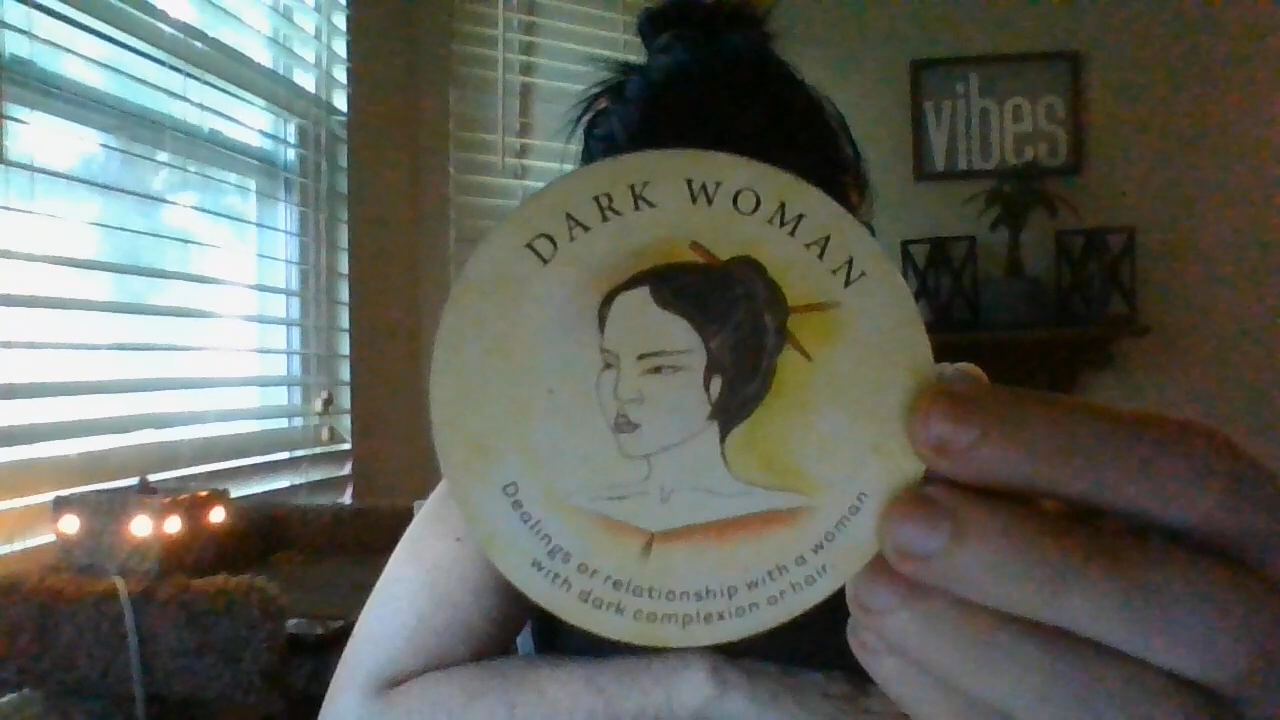 vibes
DARK WOMAN
Dealings or relationship with a woman
with dark complexion or hair.